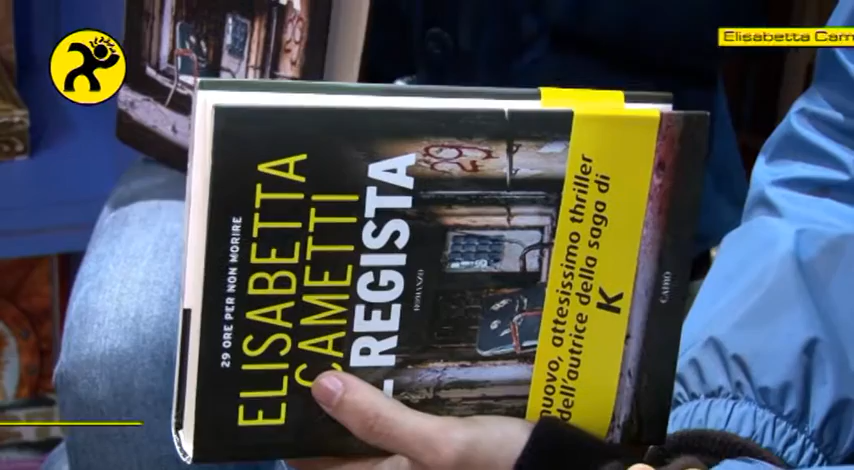 Elisabetta Cam
29 ORE PER NON MORIRE
ELISABETTA
CAMETTI
REGISTA
ROMANZO
nuovo, attesissimo thriller
dell'autrice della saga di
K
CAIRO